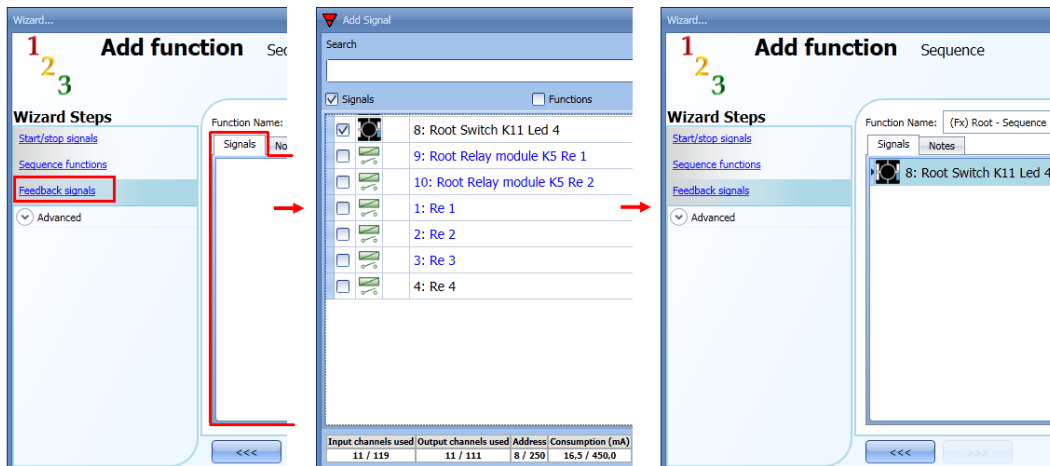 Wizard...
1 2 3
Add function Sec
Wizard Steps
Start/stop signals
Sequence functions
Feedback signals
Advanced
Function Name:
Signals No
<<<
Add Signal
Search
Signals Functions
8: Root Switch K11 Led 4
9: Root Relay module K5 Re 1
10: Root Relay module K5 Re 2
1: Re 1
2: Re 2
3: Re 3
4: Re 4
Input channels used Output channels used Address Consumption (mA)
11 / 119 11 / 111 8 / 250 16,5 / 450,0
Wizard...
1 2 3
Add function Sequence
Wizard Steps
Start/stop signals
Sequence functions
Feedback signals
Advanced
Function Name: (Fx) Root - Sequence
Signals Notes
8: Root Switch K11 Led 4
<<< >>>